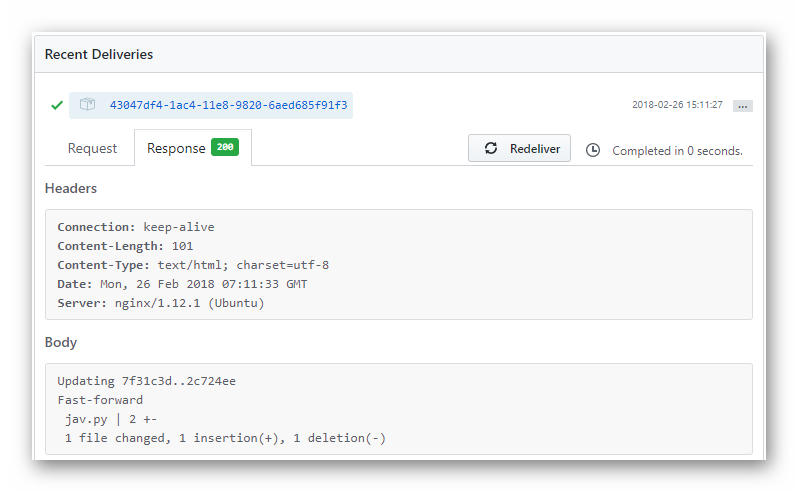 Recent Deliveries
43047df4-1ac4-11e8-9820-6aed685f91f3 2018-02-26 15:11:27 ...
Request Response 200 Redeliver Completed in 0 seconds.
Headers
Connection: keep-alive
Content-Length: 101
Content-Type: text/html; charset=utf-8
Date: Mon, 26 Feb 2018 07:11:33 GMT
Server: nginx/1.12.1 (Ubuntu)
Body
Updating 7f31c3d..2c724ee
Fast-forward
jav.py | 2 +-
1 file changed, 1 insertion(+), 1 deletion(-)